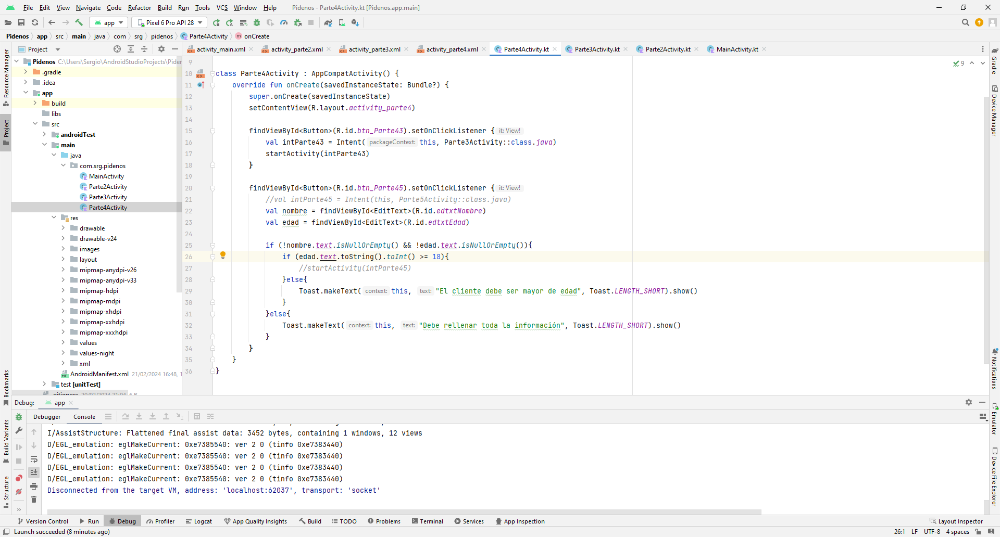 File Edit View Navigate Code Refactor Build Run Tools VCS Window Help Pidenos - Parte4Activity.kt [Pidenos.app.main]
app Pixel 6 Pro API 28
Pidenos app src main java com srg pidenos Parte4Activity onCreate
Project
activity_main.xml activity_parte2.xml activity_parte3.xml activity_parte4.xml Parte4Activity.kt Parte3Activity.kt Parte2Activity.kt MainActivity.kt
Resource Manager
Project
Bookmarks
Build Variants
Structure
Pidenos C:\Users\Sergio\AndroidStudioProjects\Pider
.gradle
.idea
app
build
libs
src
androidTest
main
java
com.srg.pidenos
MainActivity
Parte2Activity
Parte3Activity
Parte4Activity
res
drawable
drawable-v24
images
layout
mipmap-anydpi-v26
mipmap-anydpi-v33
mipmap-hdpi
mipmap-mdpi
mipmap-xhdpi
mipmap-xxhdpi
mipmap-xxxhdpi
values
values-night
xml
AndroidManifest.xml 21/02/2024 16:48, 1
test [unitTest]
9
9
10 class Parte4Activity : AppCompatActivity() {
11 override fun onCreate(savedInstanceState: Bundle?) {
12 super.onCreate(savedInstanceState)
13 setContentView(R.layout.activity_parte4)
14
15 findViewById<Button>(R.id.btn_Parte43).setOnClickListener { it: View!
16 val intParte43 = Intent( packageContext: this, Parte3Activity::class.java)
17 startActivity(intParte43)
18 }
19
20 findViewById<Button>(R.id.btn_Parte45).setOnClickListener { it: View!
21 //val intParte45 = Intent(this, Parte5Activity::class.java)
22 val nombre = findViewById<EditText>(R.id.edtxtNombre)
23 val edad = findViewById<EditText>(R.id.edtxtEdad)
24
25 if (!nombre.text.isNullOrEmpty() && !edad.text.isNullOrEmpty()){
26 if (edad.text.toString().toInt() >= 18){
27 //startActivity(intParte45)
28 }else{
29 Toast.makeText( context: this, text: "El cliente debe ser mayor de edad", Toast.LENGTH_SHORT).show()
30 }
31 }else{
32 Toast.makeText( context: this, text: "Debe rellenar toda la información", Toast.LENGTH_SHORT).show()
33 }
34 }
35 }
36 }
Gradle
Device Manager
Notifications
Emulator
Device File Explorer
Debug: app
Debugger Console
I/AssistStructure: Flattened final assist data: 3452 bytes, containing 1 windows, 12 views
D/EGL_emulation: eglMakeCurrent: 0xe7385540: ver 2 0 (tinfo 0xe7383440)
D/EGL_emulation: eglMakeCurrent: 0xe7385540: ver 2 0 (tinfo 0xe7383440)
D/EGL_emulation: eglMakeCurrent: 0xe7385540: ver 2 0 (tinfo 0xe7383440)
D/EGL_emulation: eglMakeCurrent: 0xe7385540: ver 2 0 (tinfo 0xe7383440)
Disconnected from the target VM, address: 'localhost:62037', transport: 'socket'
Version Control Run Debug Profiler Logcat App Quality Insights Build TODO Problems Terminal Services App Inspection Layout Inspector
Launch succeeded (8 minutes ago) 26:1 LF UTF-8 4 spaces